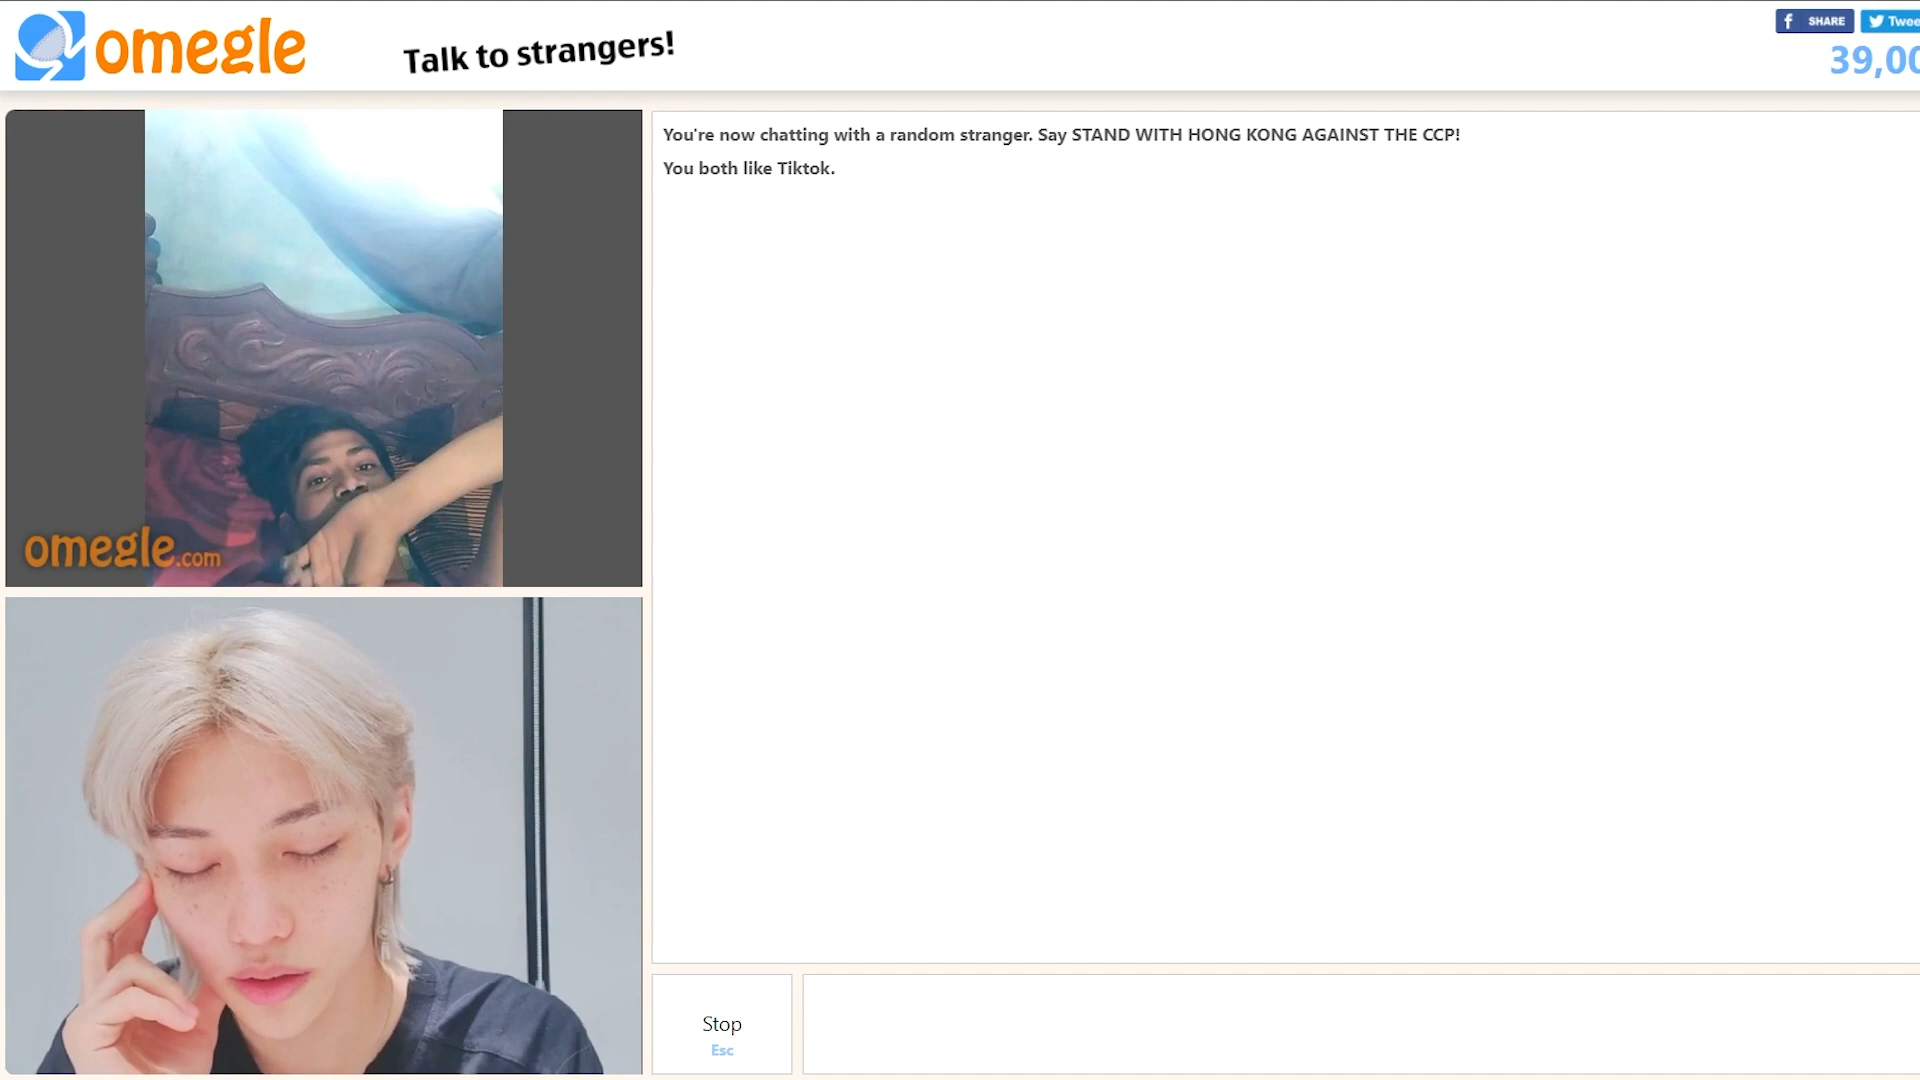 omegle
Talk to strangers!
SHARE
Twee
39,00
You're now chatting with a random stranger. Say STAND WITH HONG KONG AGAINST THE CCP!
You both like Tiktok.
omegle.com
Stop
Esc